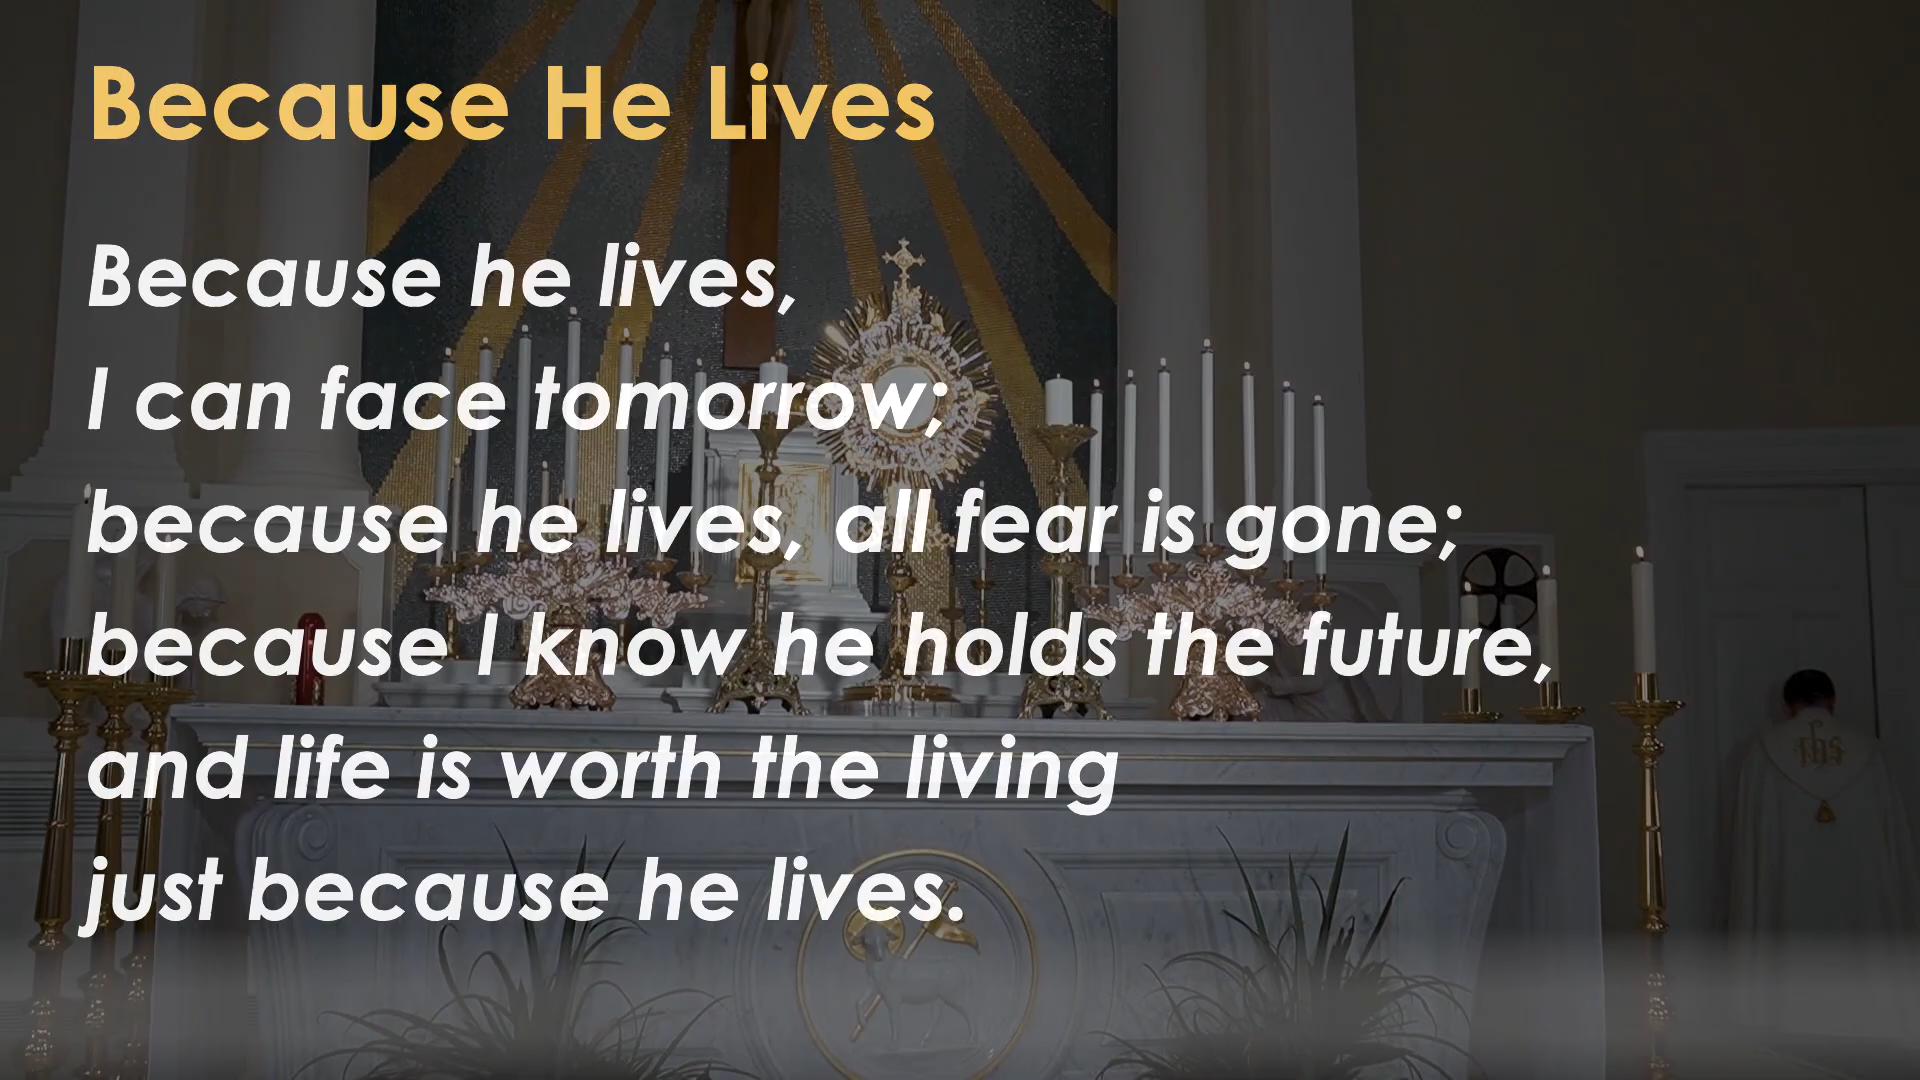 Because He Lives
Because he lives,
I can face tomorrow;
because he lives, all fear is gone;
because I know he holds the future,
and life is worth the living
just because he lives.
ihs